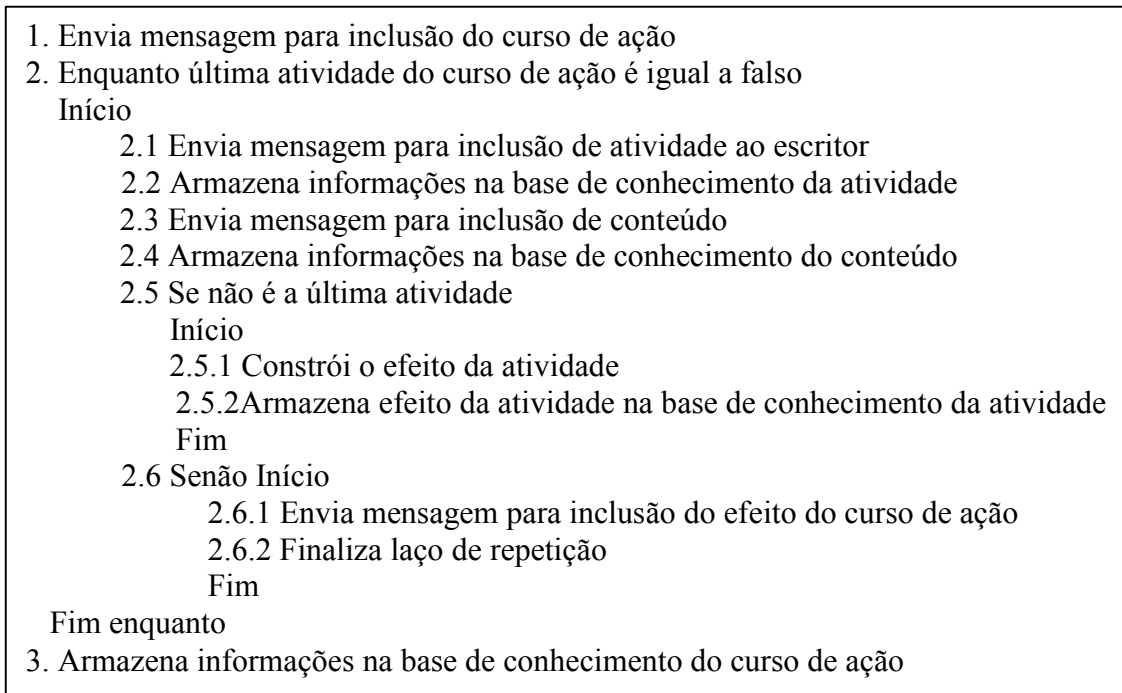 1. Envia mensagem para inclusão do curso de ação
2. Enquanto última atividade do curso de ação é igual a falso
Início
2.1 Envia mensagem para inclusão de atividade ao escritor
2.2 Armazena informações na base de conhecimento da atividade
2.3 Envia mensagem para inclusão de conteúdo
2.4 Armazena informações na base de conhecimento do conteúdo
2.5 Se não é a última atividade
Início
2.5.1 Constrói o efeito da atividade
2.5.2Armazena efeito da atividade na base de conhecimento da atividade
Fim
2.6 Senão Início
2.6.1 Envia mensagem para inclusão do efeito do curso de ação
2.6.2 Finaliza laço de repetição
Fim
Fim enquanto
3. Armazena informações na base de conhecimento do curso de ação